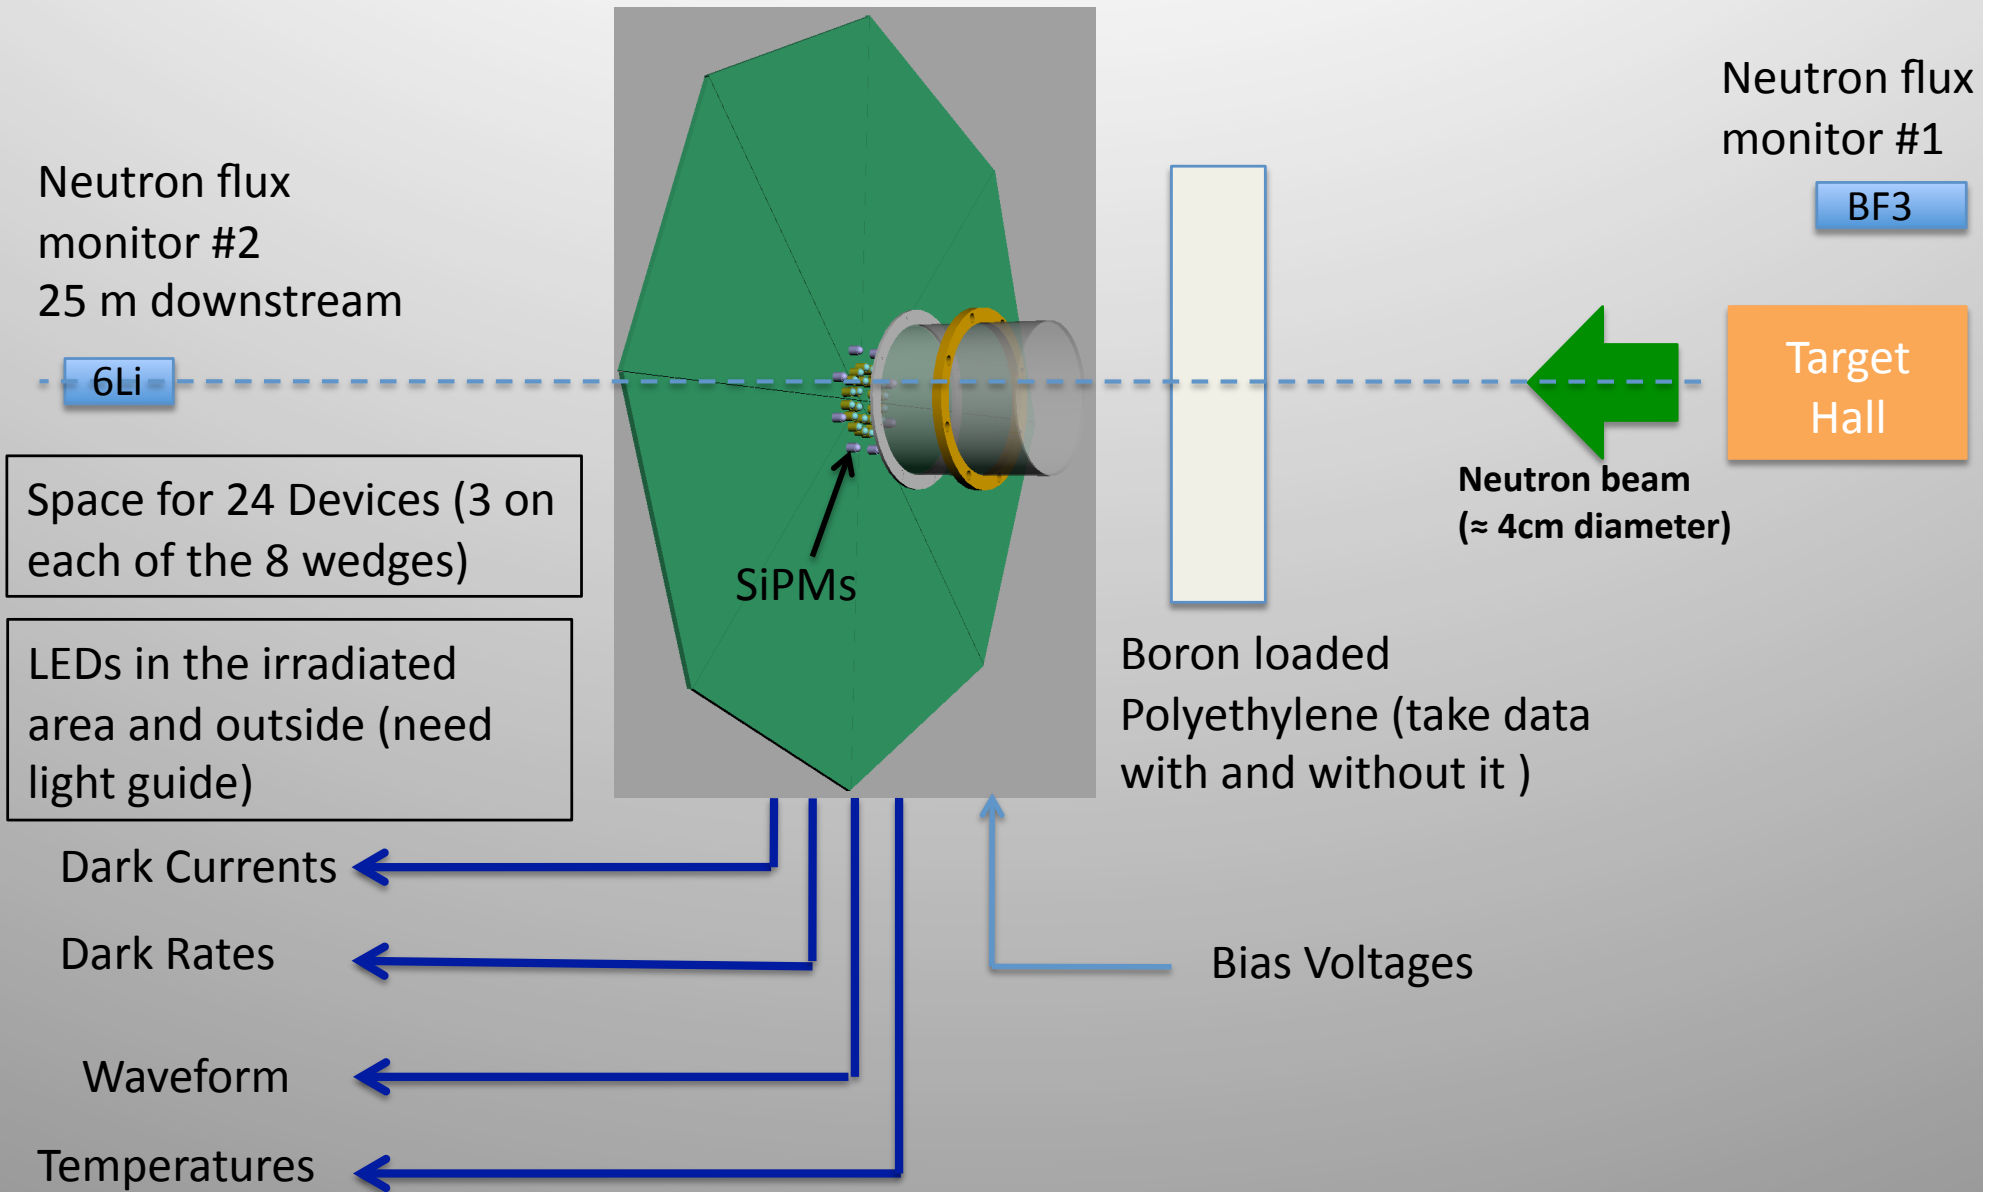 Neutron flux
monitor #1
BF3
Neutron flux
monitor #2
25 m downstream
6Li
Target
Hall
Neutron beam
(≈ 4cm diameter)
Space for 24 Devices (3 on
each of the 8 wedges)
SiPMs
LEDs in the irradiated
area and outside (need
light guide)
Boron loaded
Polyethylene (take data
with and without it )
Dark Currents
Dark Rates
Bias Voltages
Waveform
Temperatures